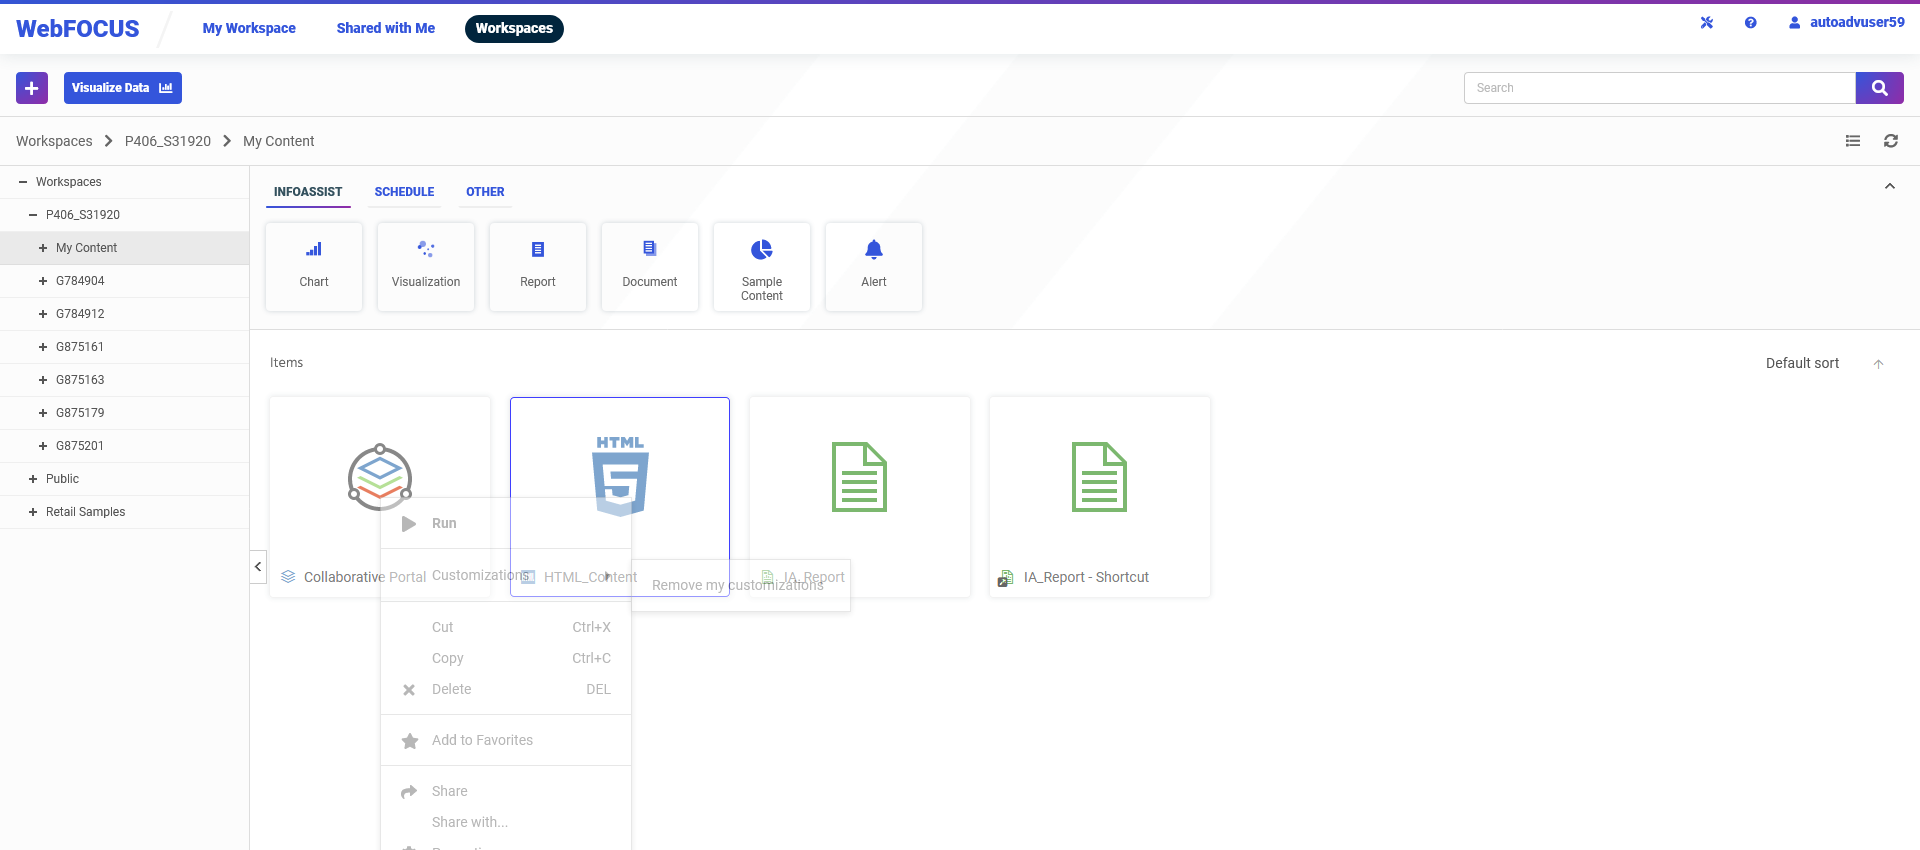 WebFOCUS
My Workspace
Shared with Me
Workspaces
autoadvuser59
Visualize Data
Search
Workspaces > P406_S31920 > My Content
Workspaces
P406_S31920
My Content
G784904
G784912
G875161
G875163
G875179
G875201
Public
Retail Samples
INFOASSIST
SCHEDULE
OTHER
Chart
Visualization
Report
Document
Sample
Content
Alert
Items
Default sort
HTML
5
Collaborative Portal
HTML_Content
IA_Report
IA_Report - Shortcut
Run
Customizations
Remove my customizations
Cut Ctrl+X
Copy Ctrl+C
Delete DEL
Add to Favorites
Share
Share with...